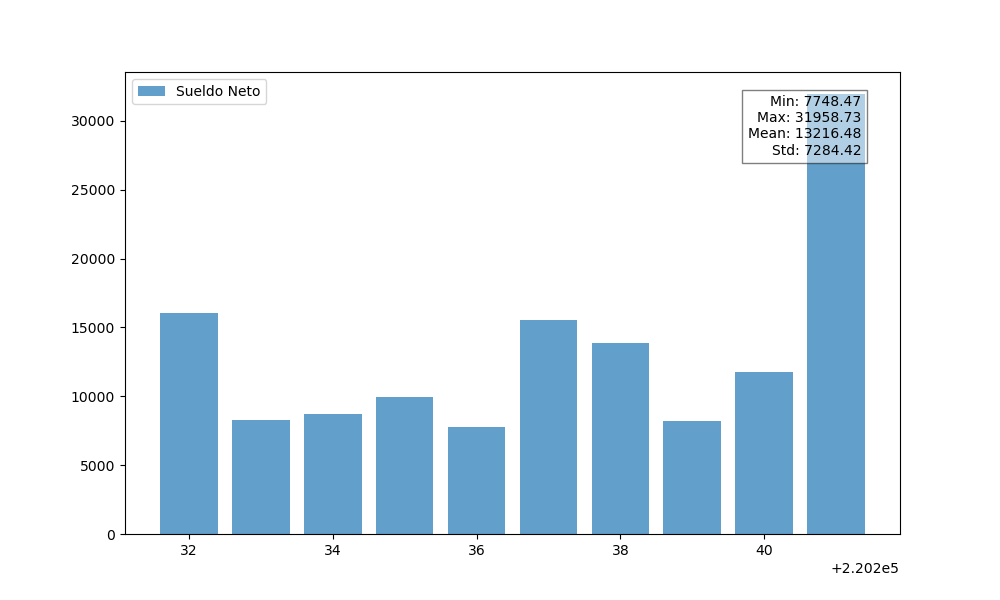 Sueldo Neto
Min: 7748.47
Max: 31958.73
Mean: 13216.48
Std: 7284.42
30000
25000
20000
15000
10000
5000
0
32 34 36 38 40
+2.202e5